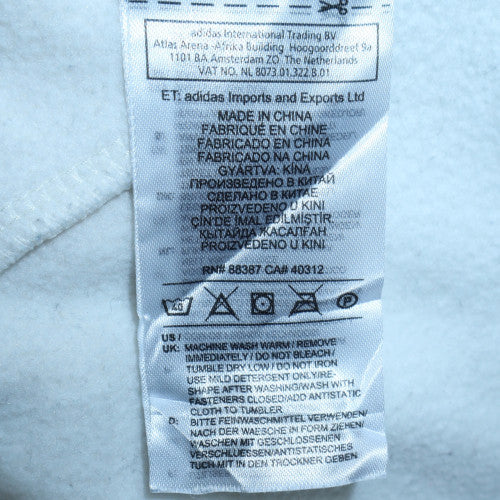 adidas International Trading BV
Atlas Arena -Afrika Building Hoogoorddreef 9a
1101 BA Amsterdam ZO The Netherlands
VAT NO. NL 8073.01.322.B.01
ET: adidas Imports and Exports Ltd
MADE IN CHINA
FABRIQUÉ EN CHINE
FABRICADO EN CHINA
FABRICADO NA CHINA
GYÁRTVA: KÍNA
ПРОИЗВЕДЕНО В КИТАЙ
СДЕЛАНО В КИТАЕ
PROIZVEDENO U KINI
ÇİN'DE İMAL EDİLMİŞTİR.
ҚЫТАЙДА ЖАСАЛҒАН
PROIZVEDENO U KINI
RN# 88387 CA# 40312
40 P
US /
UK: MACHINE WASH WARM / REMOVE
IMMEDIATELY / DO NOT BLEACH /
TUMBLE DRY LOW / DO NOT IRON
USE MILD DETERGENT ONLY/RE-
SHAPE AFTER WASHING/WASH WITH
FASTENERS CLOSED/ADD ANTISTATIC
CLOTH TO TUMBLER
D: BITTE FEINWASCHMITTEL VERWENDEN/
NACH DER WAESCHE IN FORM ZIEHEN/
WASCHEN MIT GESCHLOSSENEN
VERSCHLUESSEN/ANTISTATISCHES
TUCH MIT IN DEN TROCKNER GEBEN